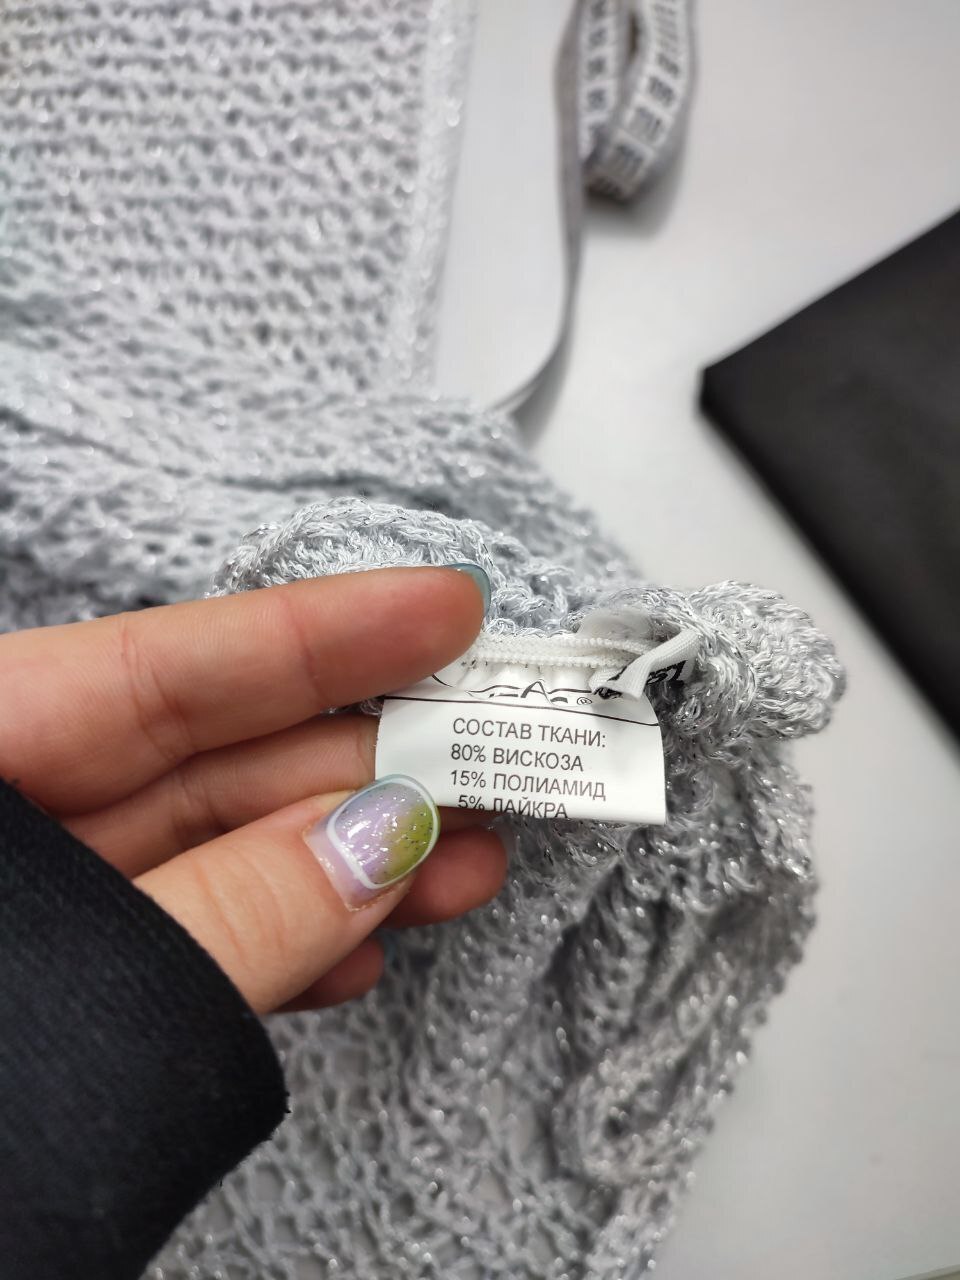 СОСТАВ ТКАНИ:
80% ВИСКОЗА
15% ПОЛИАМИД
5% ЛАЙКРА